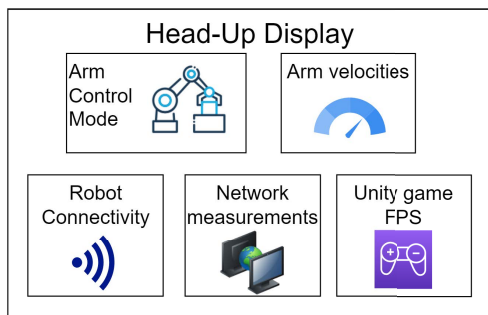 Head-Up Display
Arm
Control
Mode
Arm velocities
Robot
Connectivity
Network
measurements
Unity game
FPS